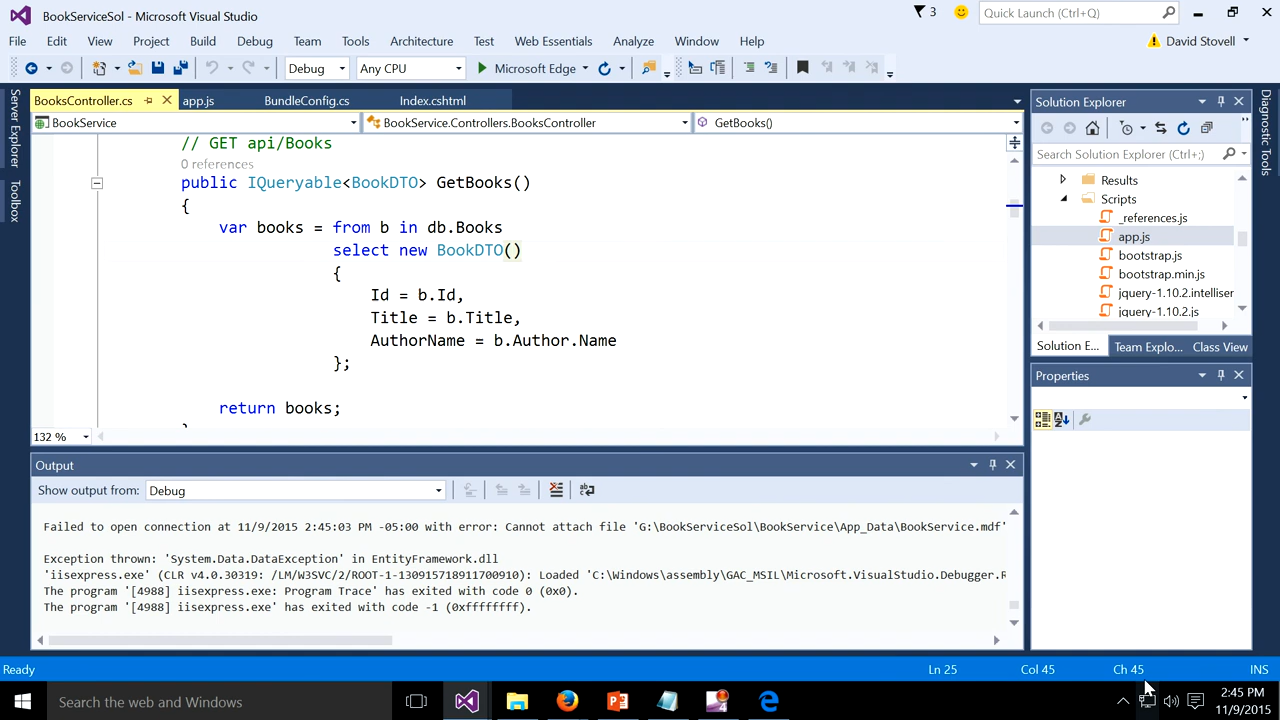 BookServiceSol - Microsoft Visual Studio
3
Quick Launch (Ctrl+Q)
File Edit View Project Build Debug Team Tools Architecture Test Web Essentials Analyze Window Help
David Stovell
Debug
Any CPU
Microsoft Edge
BooksController.cs
app.js
BundleConfig.cs
Index.cshtml
BookService
BookService.Controllers.BooksController
GetBooks()
Server Explorer
Toolbox
// GET api/Books
0 references
public IQueryable<BookDTO> GetBooks()
{
var books = from b in db.Books
select new BookDTO()
{
Id = b.Id,
Title = b.Title,
AuthorName = b.Author.Name
};
return books;
132 %
Output
Show output from: Debug
Failed to open connection at 11/9/2015 2:45:03 PM -05:00 with error: Cannot attach file 'G:\BookServiceSol\BookService\App_Data\BookService.mdf'
Exception thrown: 'System.Data.DataException' in EntityFramework.dll
'iisexpress.exe' (CLR v4.0.30319: /LM/W3SVC/2/ROOT-1-130915718911700910): Loaded 'C:\Windows\assembly\GAC_MSIL\Microsoft.VisualStudio.Debugger.R
The program '[4988] iisexpress.exe: Program Trace' has exited with code 0 (0x0).
The program '[4988] iisexpress.exe' has exited with code -1 (0xffffffff).
Solution Explorer
Search Solution Explorer (Ctrl+;)
Results
Scripts
_references.js
app.js
bootstrap.js
bootstrap.min.js
jquery-1.10.2.intelliser
jquery-1.10.2.js
Solution E...
Team Explo...
Class View
Properties
Diagnostic Tools
Ready
Ln 25
Col 45
Ch 45
INS
Search the web and Windows
4
2:45 PM
11/9/2015